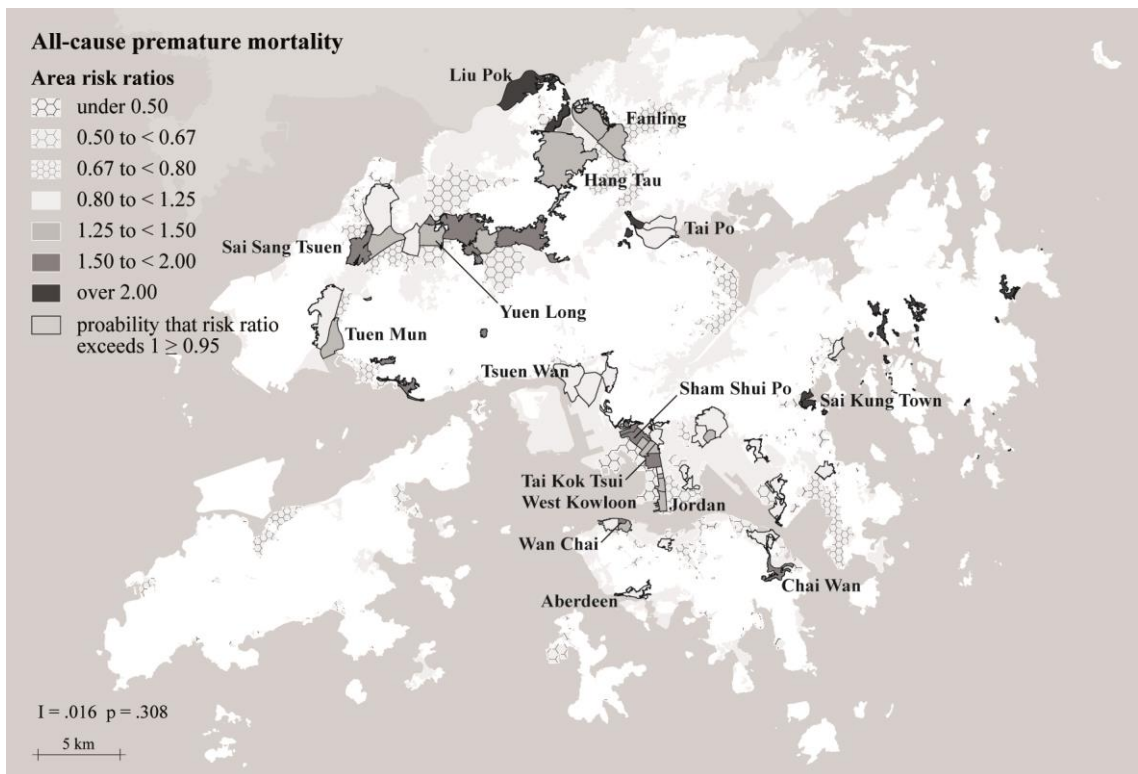 All-cause premature mortality
Area risk ratios
under 0.50
0.50 to < 0.67
0.67 to < 0.80
0.80 to < 1.25
1.25 to < 1.50
1.50 to < 2.00
over 2.00
proability that risk ratio
exceeds 1 ≥ 0.95
Liu Pok
Fanling
Hang Tau
Tai Po
Sai Sang Tsuen
Yuen Long
Tuen Mun
Tsuen Wan
Sham Shui Po
Sai Kung Town
Tai Kok Tsui
West Kowloon
Jordan
Wan Chai
Chai Wan
Aberdeen
I = .016 p = .308
5 km